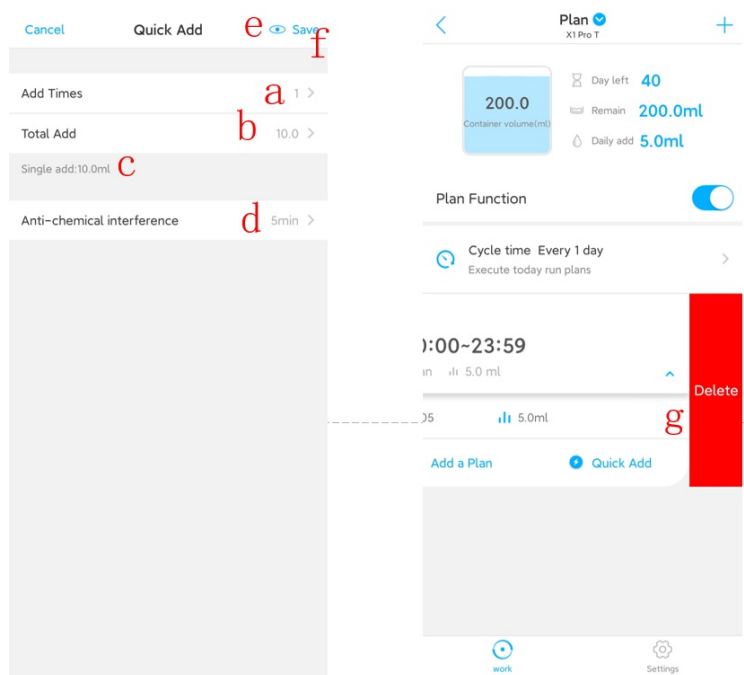 Cancel
Quick Add
e
Save
f
Add Times
a
1
Total Add
b
10.0
Single add:10.0ml
c
Anti-chemical interference
d
5min
Plan
X1 Pro T
200.0
Container volume(ml)
Day left 40
Remain 200.0ml
Daily add 5.0ml
Plan Function
Cycle time Every 1 day
Execute today run plans
:00~23:59
5.0 ml
Delete
05
5.0ml
g
Add a Plan
Quick Add
work
Settings